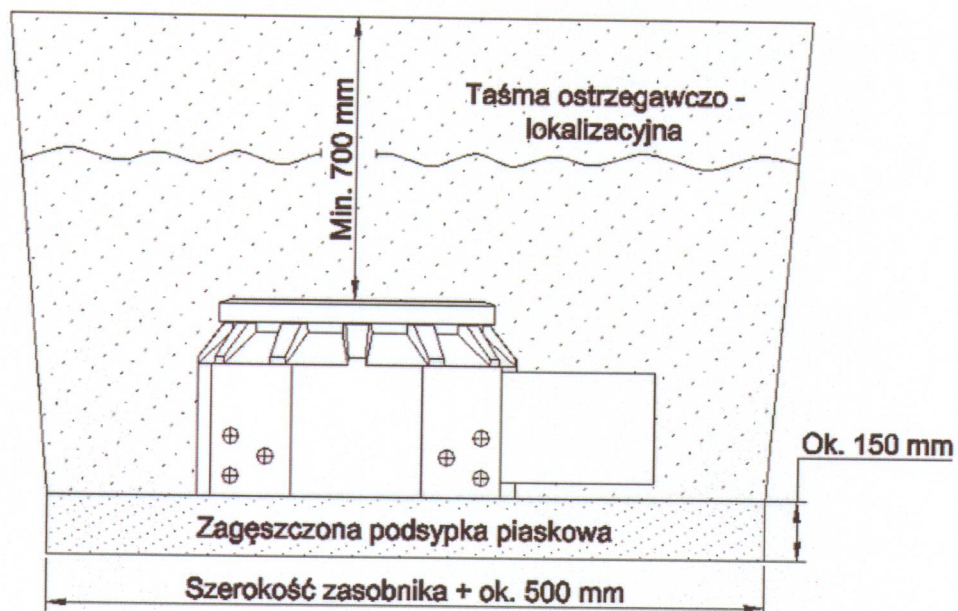 Taśma ostrzegawczo -
lokalizacyjna
Min. 700 mm
Ok. 150 mm
Zagęszczona podsypka piaskowa
Szerokość zasobnika + ok. 500 mm